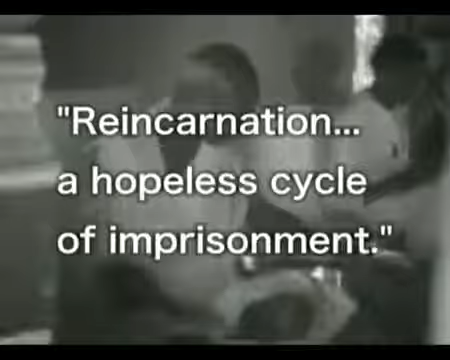 "Reincarnation...
a hopeless cycle
of imprisonment."